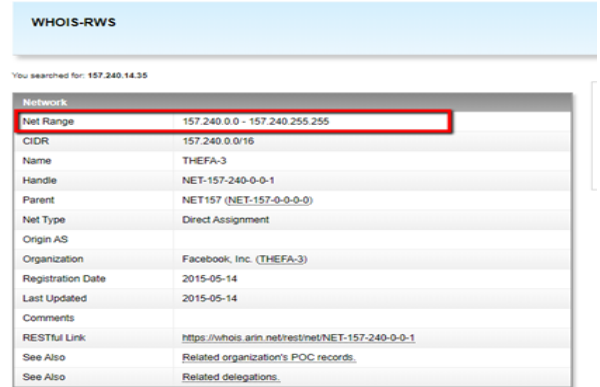 WHOIS-RWS
You searched for: 157.240.14.35
Network
Net Range 157.240.0.0 - 157.240.255.255
CIDR 157.240.0.0/16
Name THEFA-3
Handle NET-157-240-0-0-1
Parent NET157 (NET-157-0-0-0-0)
Net Type Direct Assignment
Origin AS
Organization Facebook, Inc. (THEFA-3)
Registration Date 2015-05-14
Last Updated 2015-05-14
Comments
RESTful Link https://whois.arin.net/rest/net/NET-157-240-0-0-1
See Also Related organization's POC records.
See Also Related delegations.